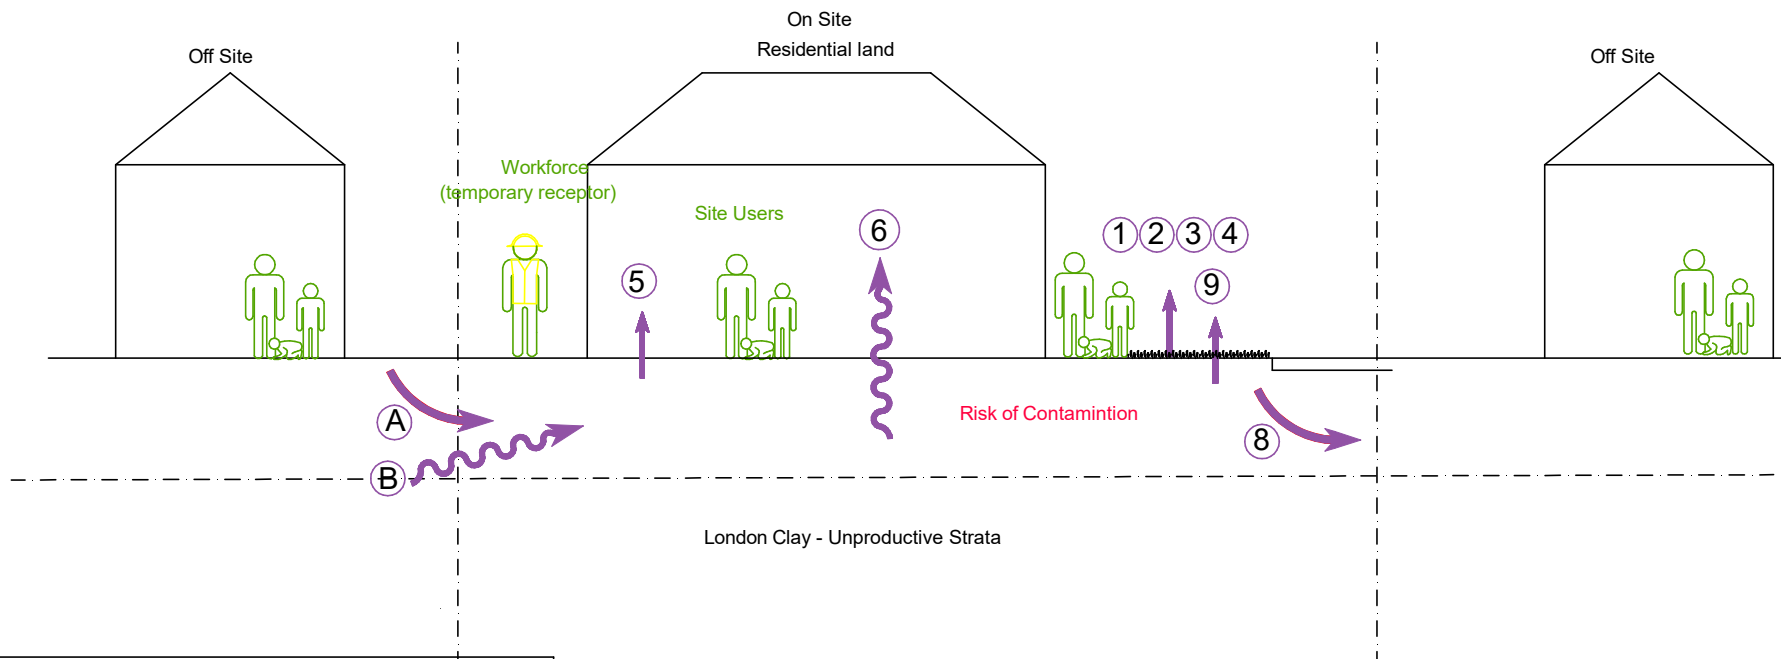 On Site
Residential land
Off Site
Off Site
Workforce
(temporary receptor)
Site Users
6
1 2 3 4
5
9
Risk of Contamintion
A
8
B
London Clay - Unproductive Strata